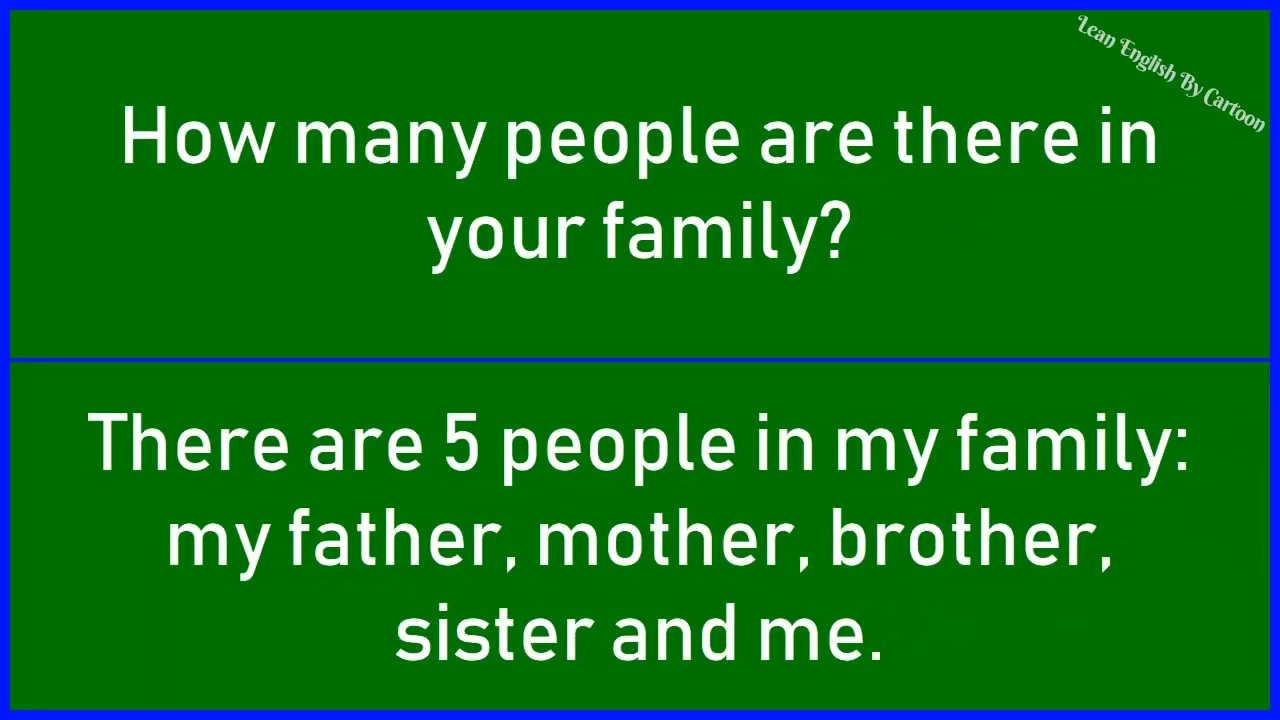 Lean English By Cartoon
How many people are there in
your family?
There are 5 people in my family:
my father, mother, brother,
sister and me.